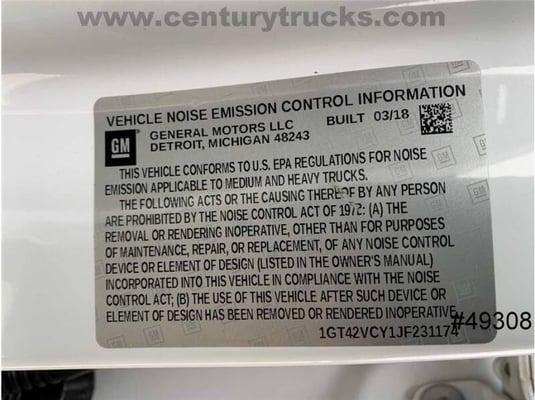 www.centurytrucks.com
VEHICLE NOISE EMISSION CONTROL INFORMATION
GM GENERAL MOTORS LLC BUILT 03/18
DETROIT, MICHIGAN 48243
THIS VEHICLE CONFORMS TO U.S. EPA REGULATIONS FOR NOISE
EMISSION APPLICABLE TO MEDIUM AND HEAVY TRUCKS.
THE FOLLOWING ACTS OR THE CAUSING THEREOF BY ANY PERSON
ARE PROHIBITED BY THE NOISE CONTROL ACT OF 1972: (A) THE
REMOVAL OR RENDERING INOPERATIVE, OTHER THAN FOR PURPOSES
OF MAINTENANCE, REPAIR, OR REPLACEMENT, OF ANY NOISE CONTROL
DEVICE OR ELEMENT OF DESIGN (LISTED IN THE OWNER'S MANUAL)
INCORPORATED INTO THIS VEHICLE IN COMPLIANCE WITH THE NOISE
CONTROL ACT; (B) THE USE OF THIS VEHICLE AFTER SUCH DEVICE OR
ELEMENT OF DESIGN HAS BEEN REMOVED OR RENDERED INOPERATIVE.
1GT42VCY1JF231174
#49308